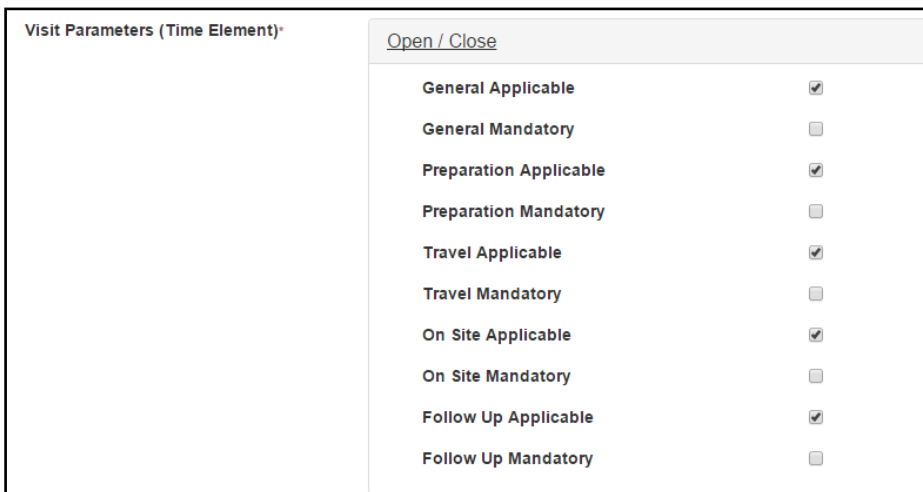 Visit Parameters (Time Element)*
Open / Close
General Applicable
General Mandatory
Preparation Applicable
Preparation Mandatory
Travel Applicable
Travel Mandatory
On Site Applicable
On Site Mandatory
Follow Up Applicable
Follow Up Mandatory